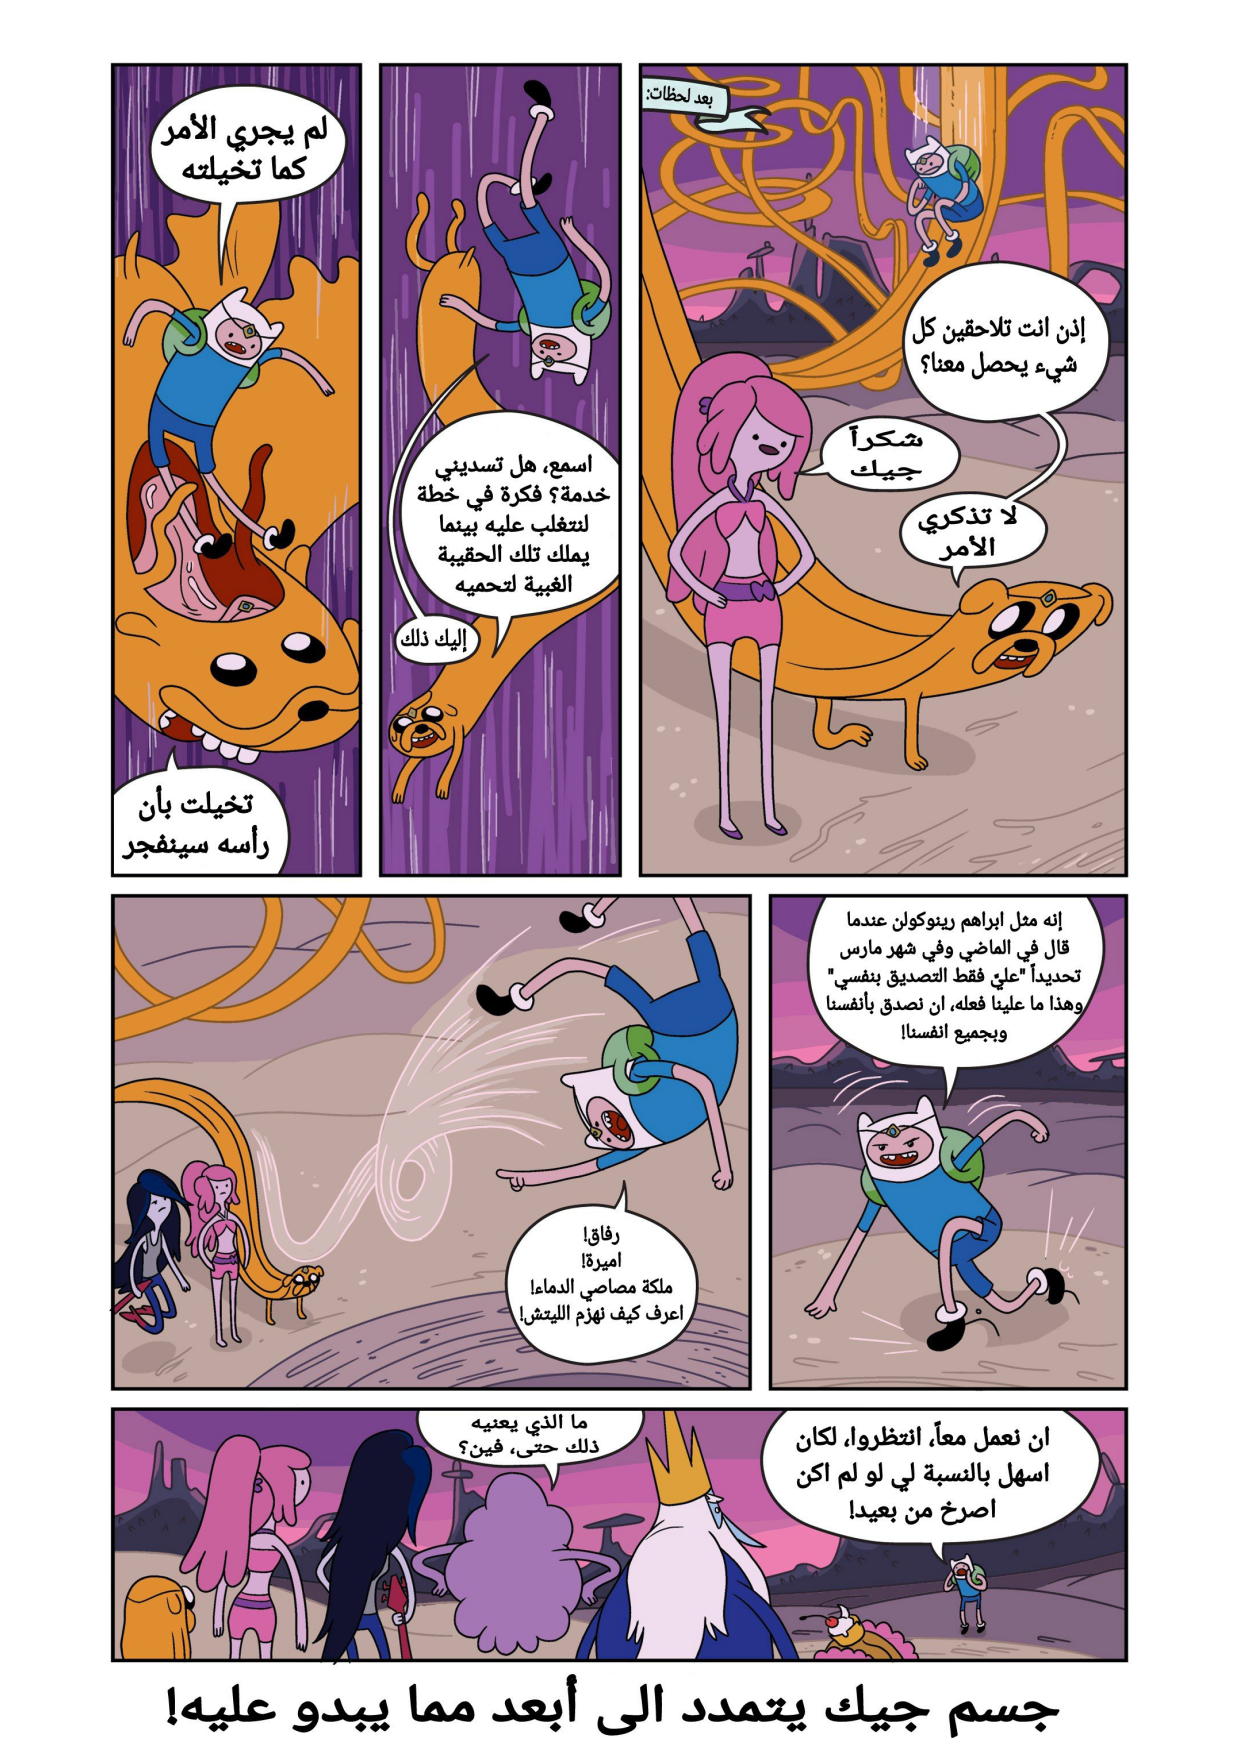 لم يجري الأمر
كما تخيلته
تخيلت بأن
رأسه سينفجر
اسمع، هل تسديني
خدمة؟ فكرة في خطة
لنتغلب عليه بينما
يملك تلك الحقيبة
الغبية لتحميه
إليك ذلك
بعد لحظات:
إذن انت تلاحقين كل
شيء يحصل معنا؟
شكراً
جيك
لا تذكري
الأمر
رفاق!
اميرة!
ملكة مصاصي الدماء!
اعرف كيف نهزم الليتش!
إنه مثل ابراهم رينوكولن عندما
قال في الماضي وفي شهر مارس
تحديداً "عليّ فقط التصديق بنفسي"
وهذا ما علينا فعله، ان نصدق بأنفسنا
وبجميع انفسنا!
ما الذي يعنيه
ذلك حتى، فين؟
ان نعمل معاً، انتظروا، لكان
اسهل بالنسبة لي لو لم اكن
اصرخ من بعيد!
جسم جيك يتمدد الى أبعد مما يبدو عليه!